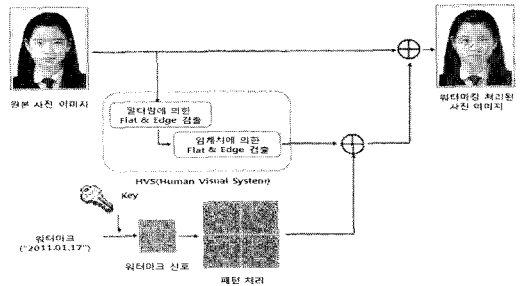 원본 사진 이미지
워터마킹 처리된
사진 이미지
필터링에 의한
Flat & Edge 검출
임계치에 의한
Flat & Edge 검출
HVS(Human Visual System)
Key
워터마크
("2011.01.17")
워터마크 신호
패턴 처리